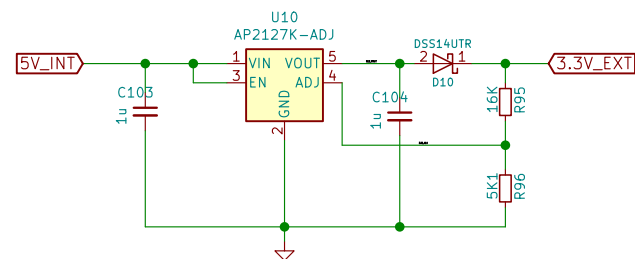 U10
AP2127K-ADJ
5V_INT
1
VIN
VOUT
5
3
EN
ADJ
4
GND
2
C103
1u
C104
1u
DSS14UTR
2
1
D10
3.3V_EXT
16K
R95
5K1
R96